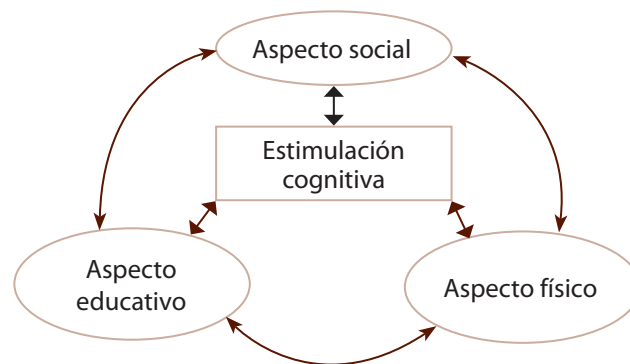 Aspecto social
Estimulación
cognitiva
Aspecto
educativo
Aspecto físico